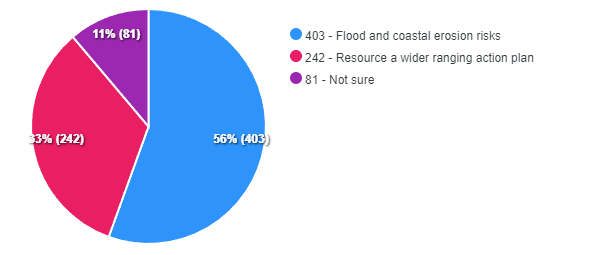 11% (81)
33% (242)
56% (403)
403 - Flood and coastal erosion risks
242 - Resource a wider ranging action plan
81 - Not sure